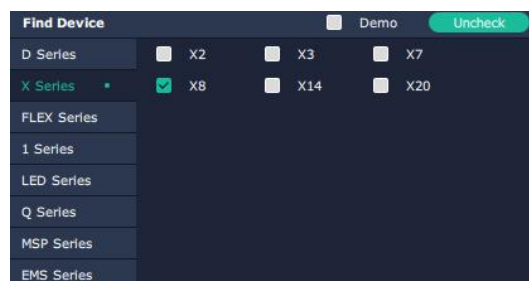 Find Device Demo Uncheck
D Series X2 X3 X7
X Series X8 X14 X20
FLEX Series
1 Series
LED Series
Q Series
MSP Series
EMS Series